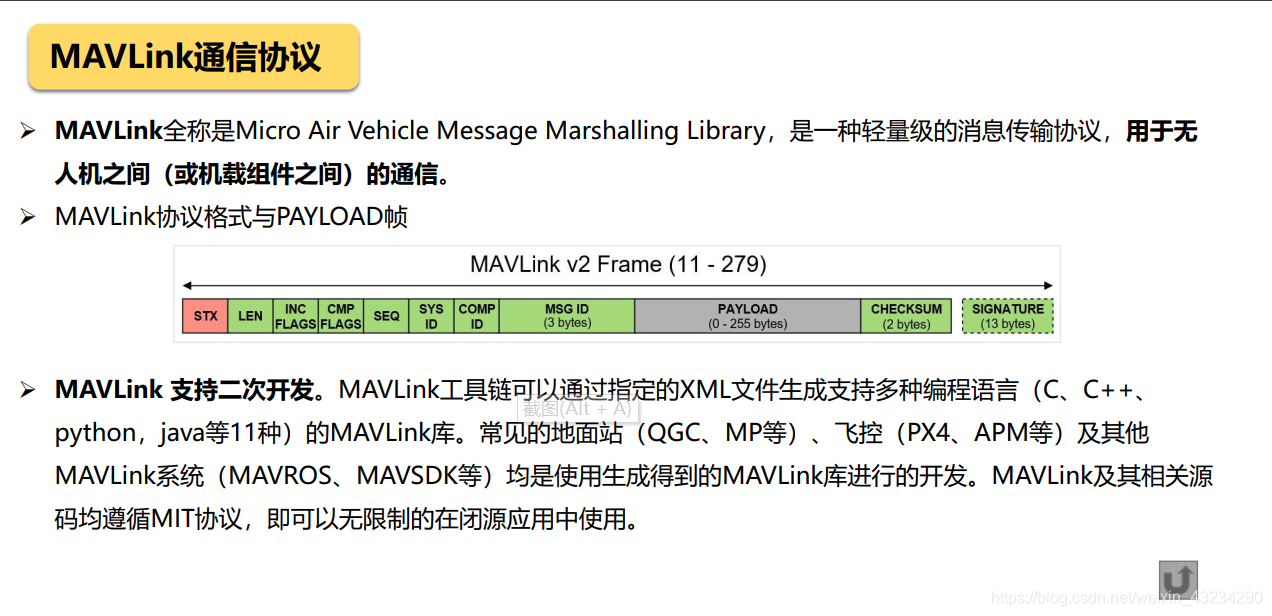 MAVLink通信协议
MAVLink全称是Micro Air Vehicle Message Marshalling Library，是一种轻量级的消息传输协议，用于无
人机之间（或机载组件之间）的通信。
MAVLink协议格式与PAYLOAD帧
MAVLink v2 Frame (11 - 279)
STX LEN INC FLAGS CMP FLAGS SEQ SYS ID COMP ID MSG ID (3 bytes) PAYLOAD (0 - 255 bytes) CHECKSUM (2 bytes) SIGNATURE (13 bytes)
MAVLink 支持二次开发。MAVLink工具链可以通过指定的XML文件生成支持多种编程语言（C、C++、
截图(Alt + A)
python，java等11种）的MAVLink库。常见的地面站（QGC、MP等）、飞控（PX4、APM等）及其他
MAVLink系统（MAVROS、MAVSDK等）均是使用生成得到的MAVLink库进行的开发。MAVLink及其相关源
码均遵循MIT协议，即可以无限制的在闭源应用中使用。
https://blog.csdn.net/weixin_43234290